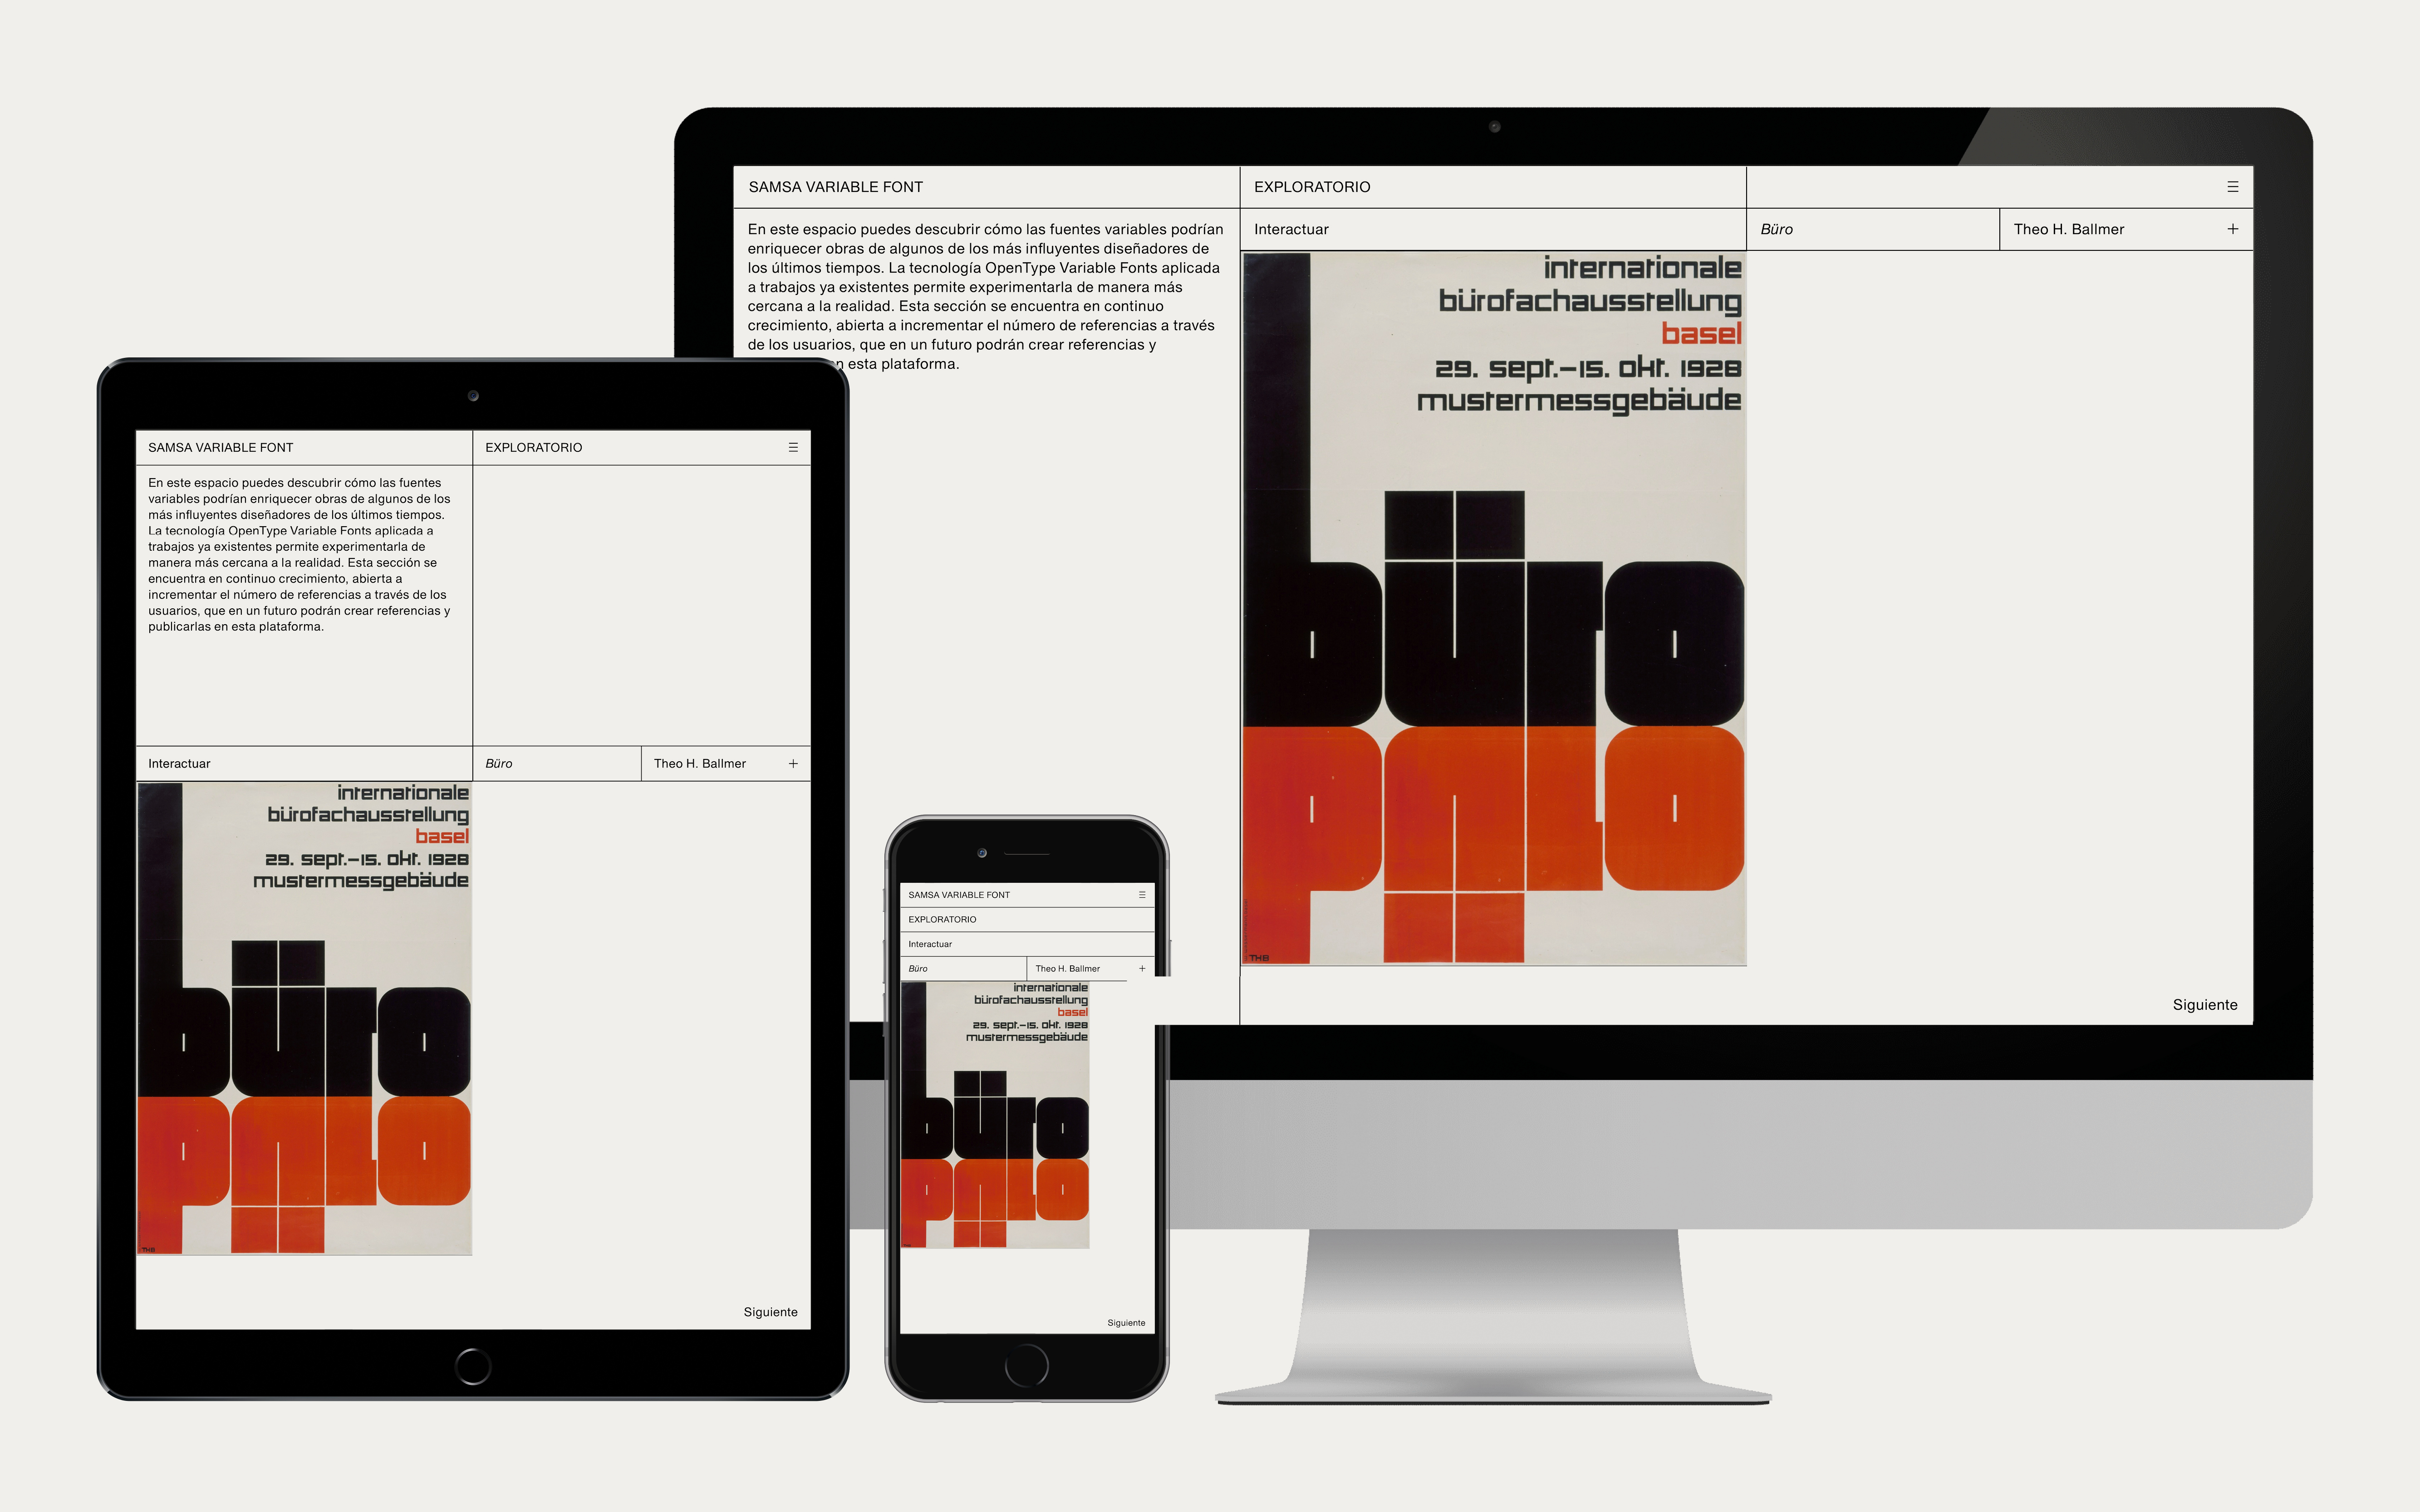 SAMSA VARIABLE FONT
EXPLORATORIO
Interactuar
Büro
Theo H. Ballmer +
En este espacio puedes descubrir cómo las fuentes variables podrían
enriquecer obras de algunos de los más influyentes diseñadores de
los últimos tiempos. La tecnología OpenType Variable Fonts aplicada
a trabajos ya existentes permite experimentarla de manera más
cercana a la realidad. Esta sección se encuentra en continuo
crecimiento, abierta a incrementar el número de referencias a través
de los usuarios, que en un futuro podrán crear referencias y
esta plataforma.
internationale
bürofachausstellung
basel
29. sept.–15. okt. 1928
mustermessgebäude
büro
büro
THB
Siguiente
SAMSA VARIABLE FONT
EXPLORATORIO
En este espacio puedes descubrir cómo las fuentes
variables podrían enriquecer obras de algunos de los
más influyentes diseñadores de los últimos tiempos.
La tecnología OpenType Variable Fonts aplicada a
trabajos ya existentes permite experimentarla de
manera más cercana a la realidad. Esta sección se
encuentra en continuo crecimiento, abierta a
incrementar el número de referencias a través de los
usuarios, que en un futuro podrán crear referencias y
publicarlas en esta plataforma.
Interactuar
Büro
Theo H. Ballmer +
internationale
bürofachausstellung
basel
29. sept.–15. okt. 1928
mustermessgebäude
büro
büro
THB
Siguiente
SAMSA VARIABLE FONT
EXPLORATORIO
Interactuar
Büro
Theo H. Ballmer +
internationale
bürofachausstellung
basel
29. sept.–15. okt. 1928
mustermessgebäude
büro
büro
Siguiente